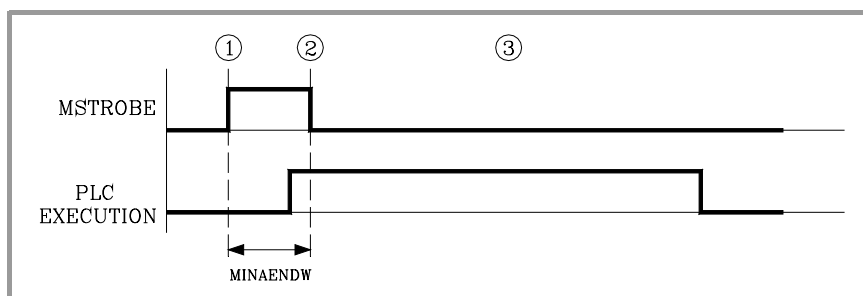 ① ② ③
MSTROBE
PLC
EXECUTION
MINAENDW